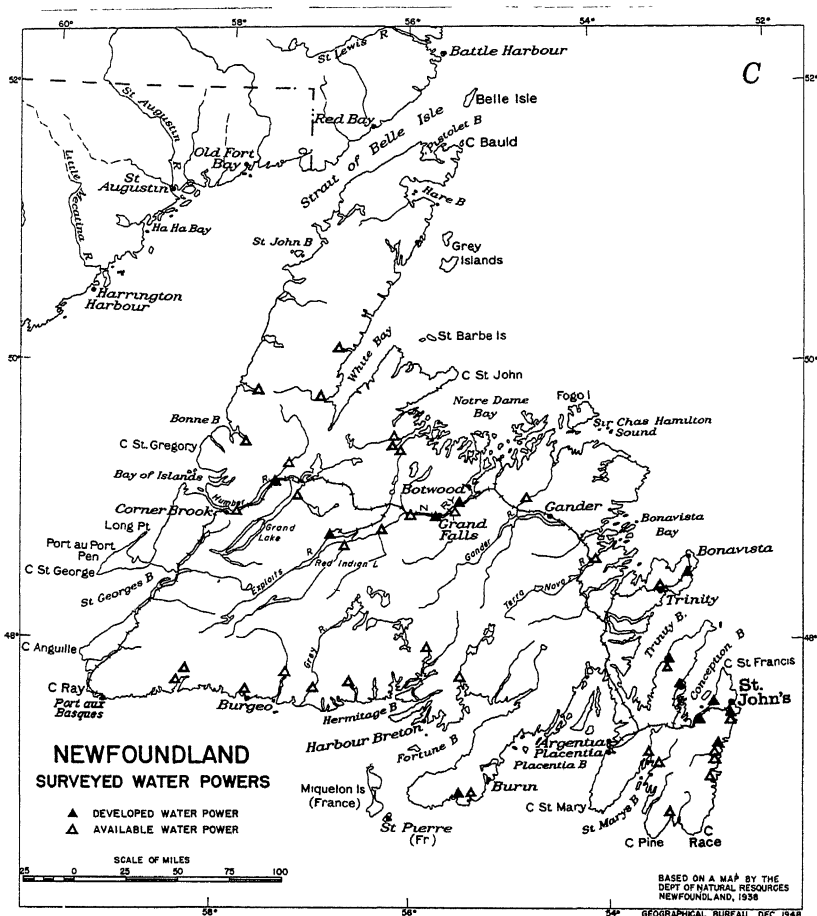 60° 58° 56° 54° 52°
52°
52°
C
St Lewis R
Battle Harbour
Belle Isle
St Augustin R
Red Bay
Strait of Belle Isle
Pistolet B
C Bauld
Old Fort
Bay
St
Augustin
Little Mecatina R
Hare B
Ha Ha Bay
St John B
Grey
Islands
Harrington
Harbour
St Barbe Is
50°
50°
White Bay
C St John
Notre Dame
Bay
Fogo I
Sir Chas Hamilton
Sound
Bonne B
C St. Gregory
Bay of Islands
Humber R
Botwood
Corner Brook
Gander
Grand
Falls
N Ry
Long Pt
Grand
Lake
Bonavista
Bay
Port au Port
Pen
Exploits R
Red Indian L
Gander R
Bonavista
C St George
St Georges B
Terra Nova R
Trinity
48°
48°
C Anguille
Grey R
Trinity B.
Conception B
C St Francis
C Ray
Port aux
Basques
Burgeo
Hermitage B
St.
John's
Harbour Breton
Fortune B
Argentia
Placentia
Placentia B
NEWFOUNDLAND
SURVEYED WATER POWERS
Miquelon Is
(France)
Burin
C St Mary
St Marys B
▲ DEVELOPED WATER POWER
△ AVAILABLE WATER POWER
St Pierre
(Fr)
C Pine
C
Race
SCALE OF MILES
25 0 25 50 75 100
BASED ON A MAP BY THE
DEPT OF NATURAL RESOURCES
NEWFOUNDLAND, 1938
58° 56° 54°
GEOGRAPHICAL BUREAU, DEC 1948